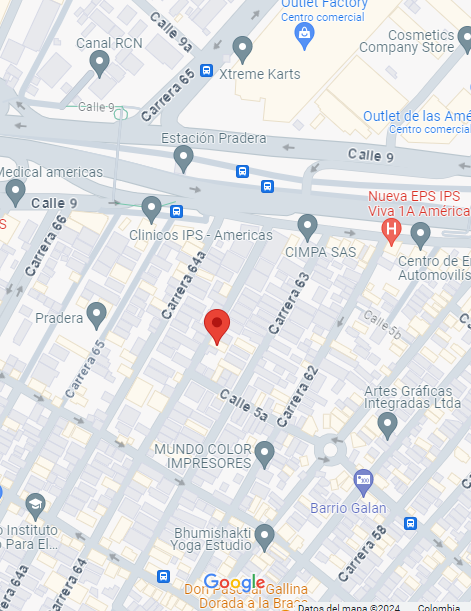 Outlet Factory
Centro comercial
Calle 9a
Canal RCN
Cosmetics
Company Store
Carrera 65
Xtreme Karts
Calle 9
Outlet de las Amé
Centro comercial
Estación Pradera
Calle 9
Medical americas
Calle 9
Nueva EPS IPS
Viva 1A América
S
Carrera 66
Clinicos IPS - Americas
CIMPA SAS
H
Centro de En
Automovilis
Carrera 64a
Carrera 63
Pradera
Calle 5b
Carrera 65
Carrera 62
Calle 5a
Artes Gráficas
Integradas Ltda
MUNDO COLOR
IMPRESORES
Barrio Galan
o Instituto
o Para El...
Bhumishakti
Yoga Estudio
Carrera 58
Carrera 64
64a
Google
Don Pascual Gallina
Dorada a la Brasa
Datos del mapa ©2024
Colombia